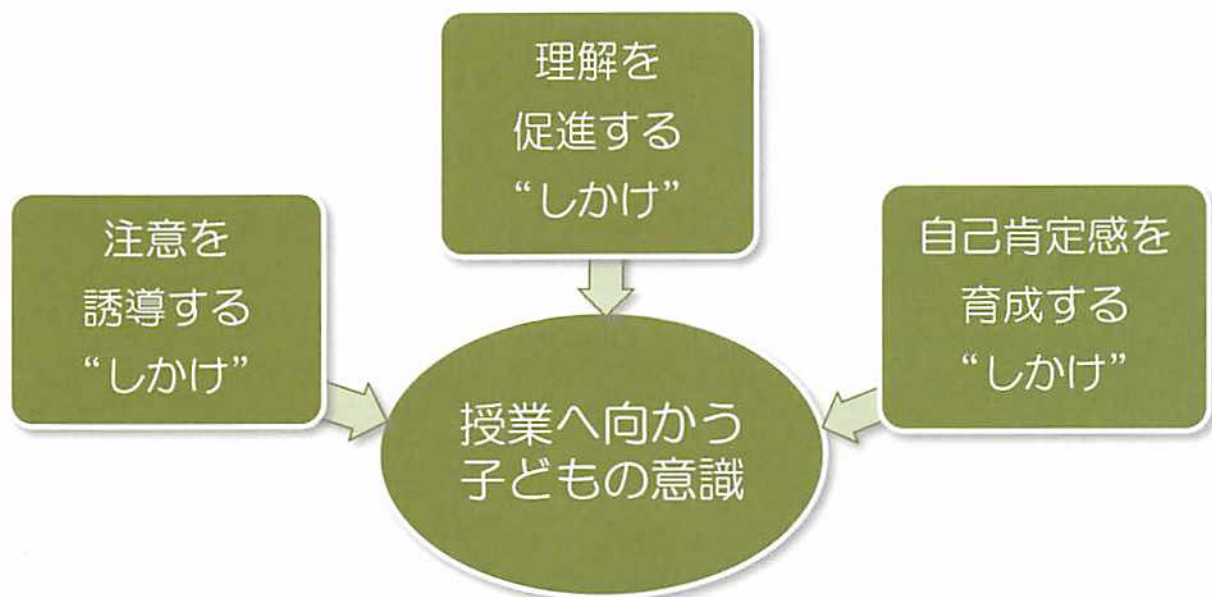 理解を
促進する
“しかけ”
注意を
誘導する
“しかけ”
自己肯定感を
育成する
“しかけ”
授業へ向かう
子どもの意識